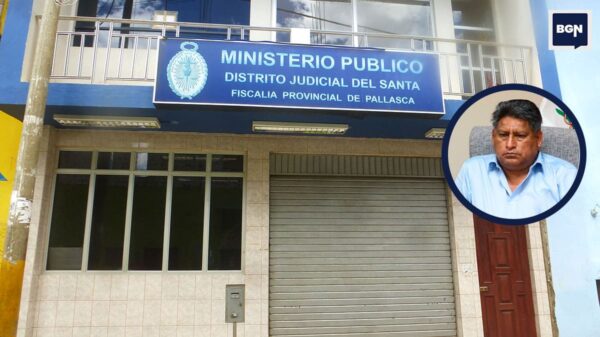 BGN
MINISTERIO PUBLICO
DISTRITO JUDICIAL DEL SANTA
FISCALIA PROVINCIAL DE PALLASCA